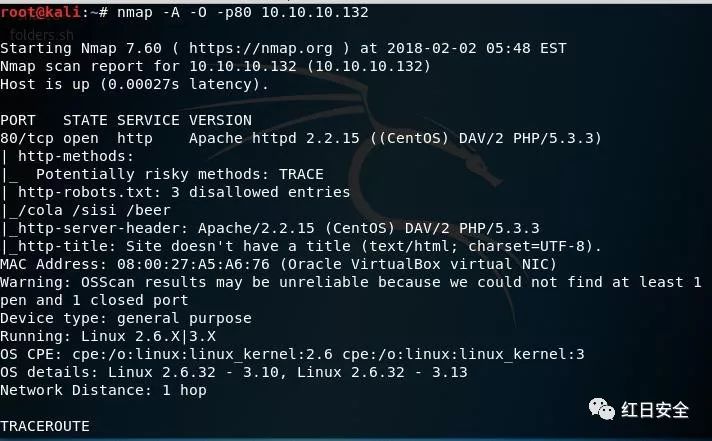 root@kali:~# nmap -A -O -p80 10.10.10.132
folders.sh
Starting Nmap 7.60 ( https://nmap.org ) at 2018-02-02 05:48 EST
Nmap scan report for 10.10.10.132 (10.10.10.132)
Host is up (0.00027s latency).
PORT   STATE SERVICE VERSION
80/tcp open  http    Apache httpd 2.2.15 ((CentOS) DAV/2 PHP/5.3.3)
| http-methods:
|_  Potentially risky methods: TRACE
| http-robots.txt: 3 disallowed entries
|_/cola /sisi /beer
|_http-server-header: Apache/2.2.15 (CentOS) DAV/2 PHP/5.3.3
|_http-title: Site doesn't have a title (text/html; charset=UTF-8).
MAC Address: 08:00:27:A5:A6:76 (Oracle VirtualBox virtual NIC)
Warning: OSScan results may be unreliable because we could not find at least 1
pen and 1 closed port
Device type: general purpose
Running: Linux 2.6.X|3.X
OS CPE: cpe:/o:linux:linux_kernel:2.6 cpe:/o:linux:linux_kernel:3
OS details: Linux 2.6.32 - 3.10, Linux 2.6.32 - 3.13
Network Distance: 1 hop
红日安全
TRACEROUTE